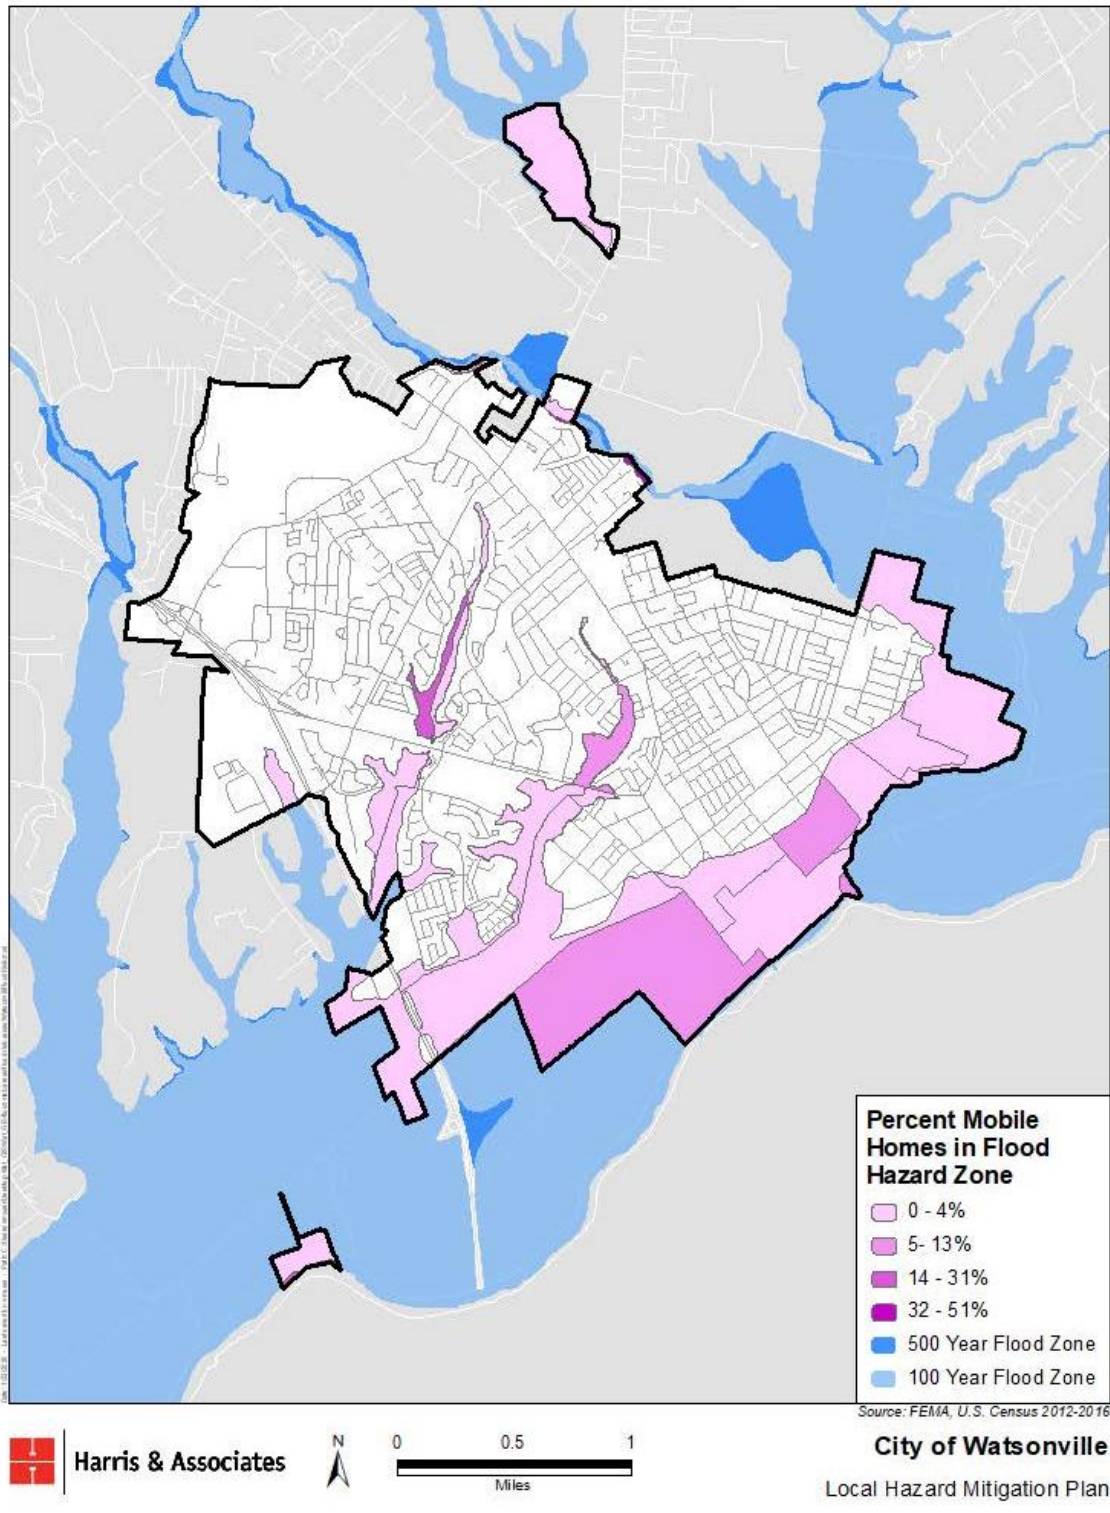 Percent Mobile
Homes in Flood
Hazard Zone
0 - 4%
5- 13%
14 - 31%
32 - 51%
500 Year Flood Zone
100 Year Flood Zone
Source: FEMA, U.S. Census 2012-2016
Harris & Associates
N
0 0.5 1
Miles
City of Watsonville
Local Hazard Mitigation Plan